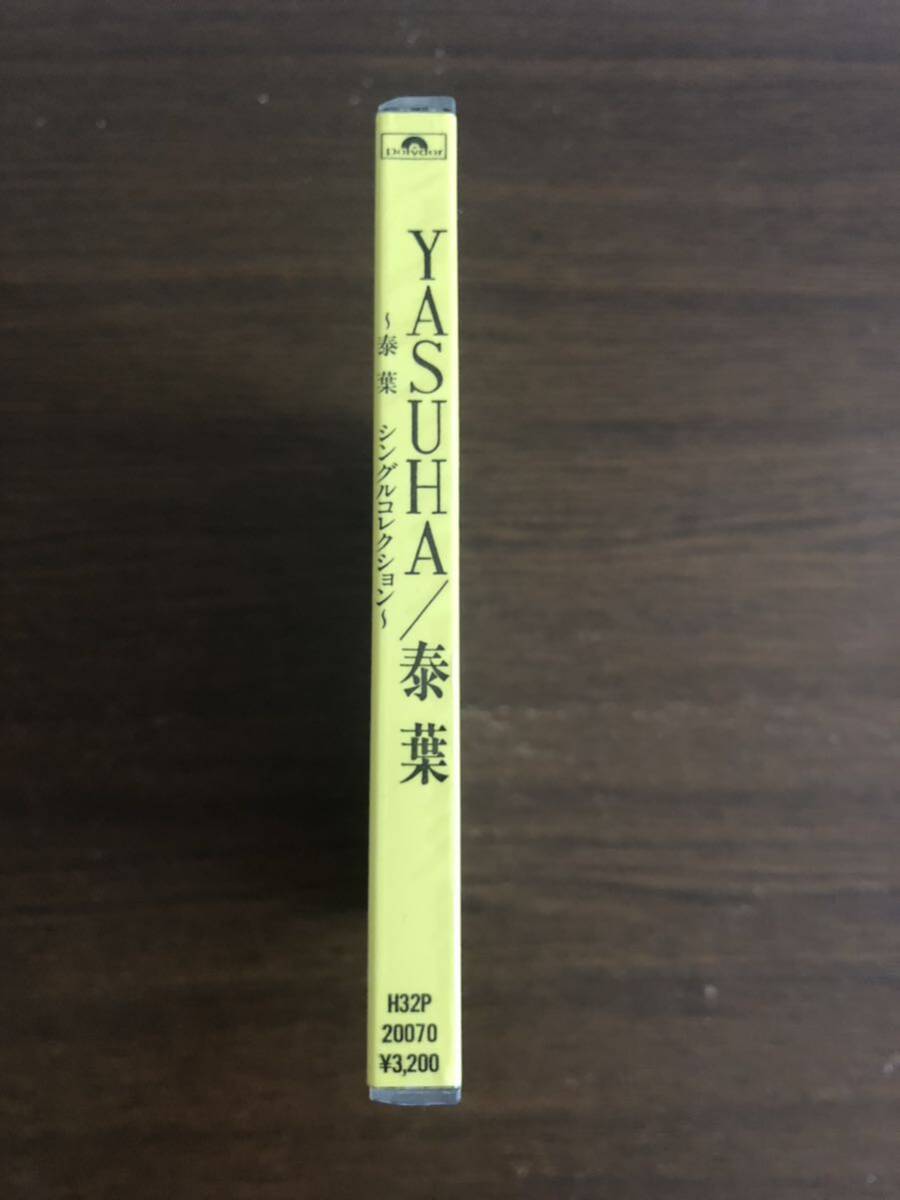 Polydor
YASUHA/泰葉
～泰葉 シングルコレクション～
H32P
20070
¥3,200